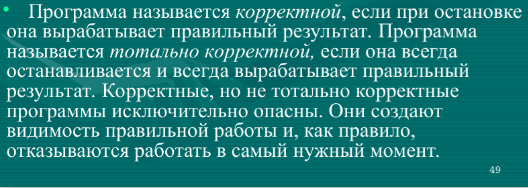 • Программа называется корректной, если при остановке
она вырабатывает правильный результат. Программа
называется тотально корректной, если она всегда
останавливается и всегда вырабатывает правильный
результат. Корректные, но не тотально корректные
программы исключительно опасны. Они создают
видимость правильной работы и, как правило,
отказываются работать в самый нужный момент.
49